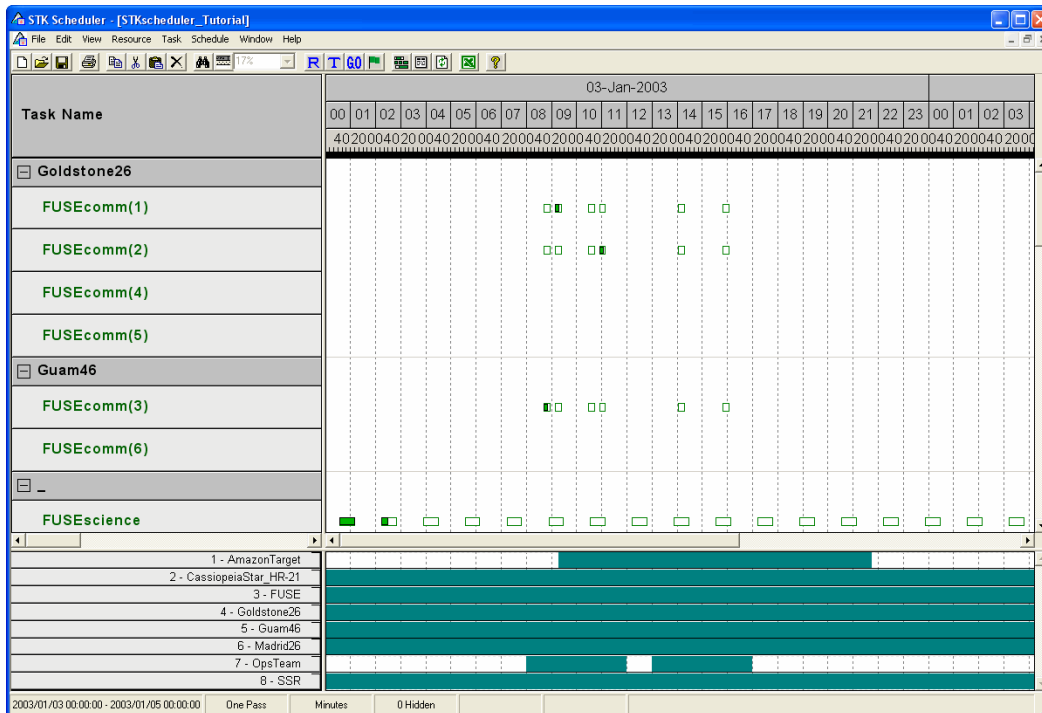 STK Scheduler - [STKscheduler_Tutorial]
File Edit View Resource Task Schedule Window Help
17% R T GO ?
03-Jan-2003
Task Name
00 01 02 03 04 05 06 07 08 09 10 11 12 13 14 15 16 17 18 19 20 21 22 23 00 01 02 03
Goldstone26
FUSEcomm(1)
FUSEcomm(2)
FUSEcomm(4)
FUSEcomm(5)
Guam46
FUSEcomm(3)
FUSEcomm(6)
_
FUSEscience
1 - AmazonTarget
2 - CassiopeiaStar_HR-21
3 - FUSE
4 - Goldstone26
5 - Guam46
6 - Madrid26
7 - OpsTeam
8 - SSR
2003/01/03 00:00:00 - 2003/01/05 00:00:00 One Pass Minutes 0 Hidden